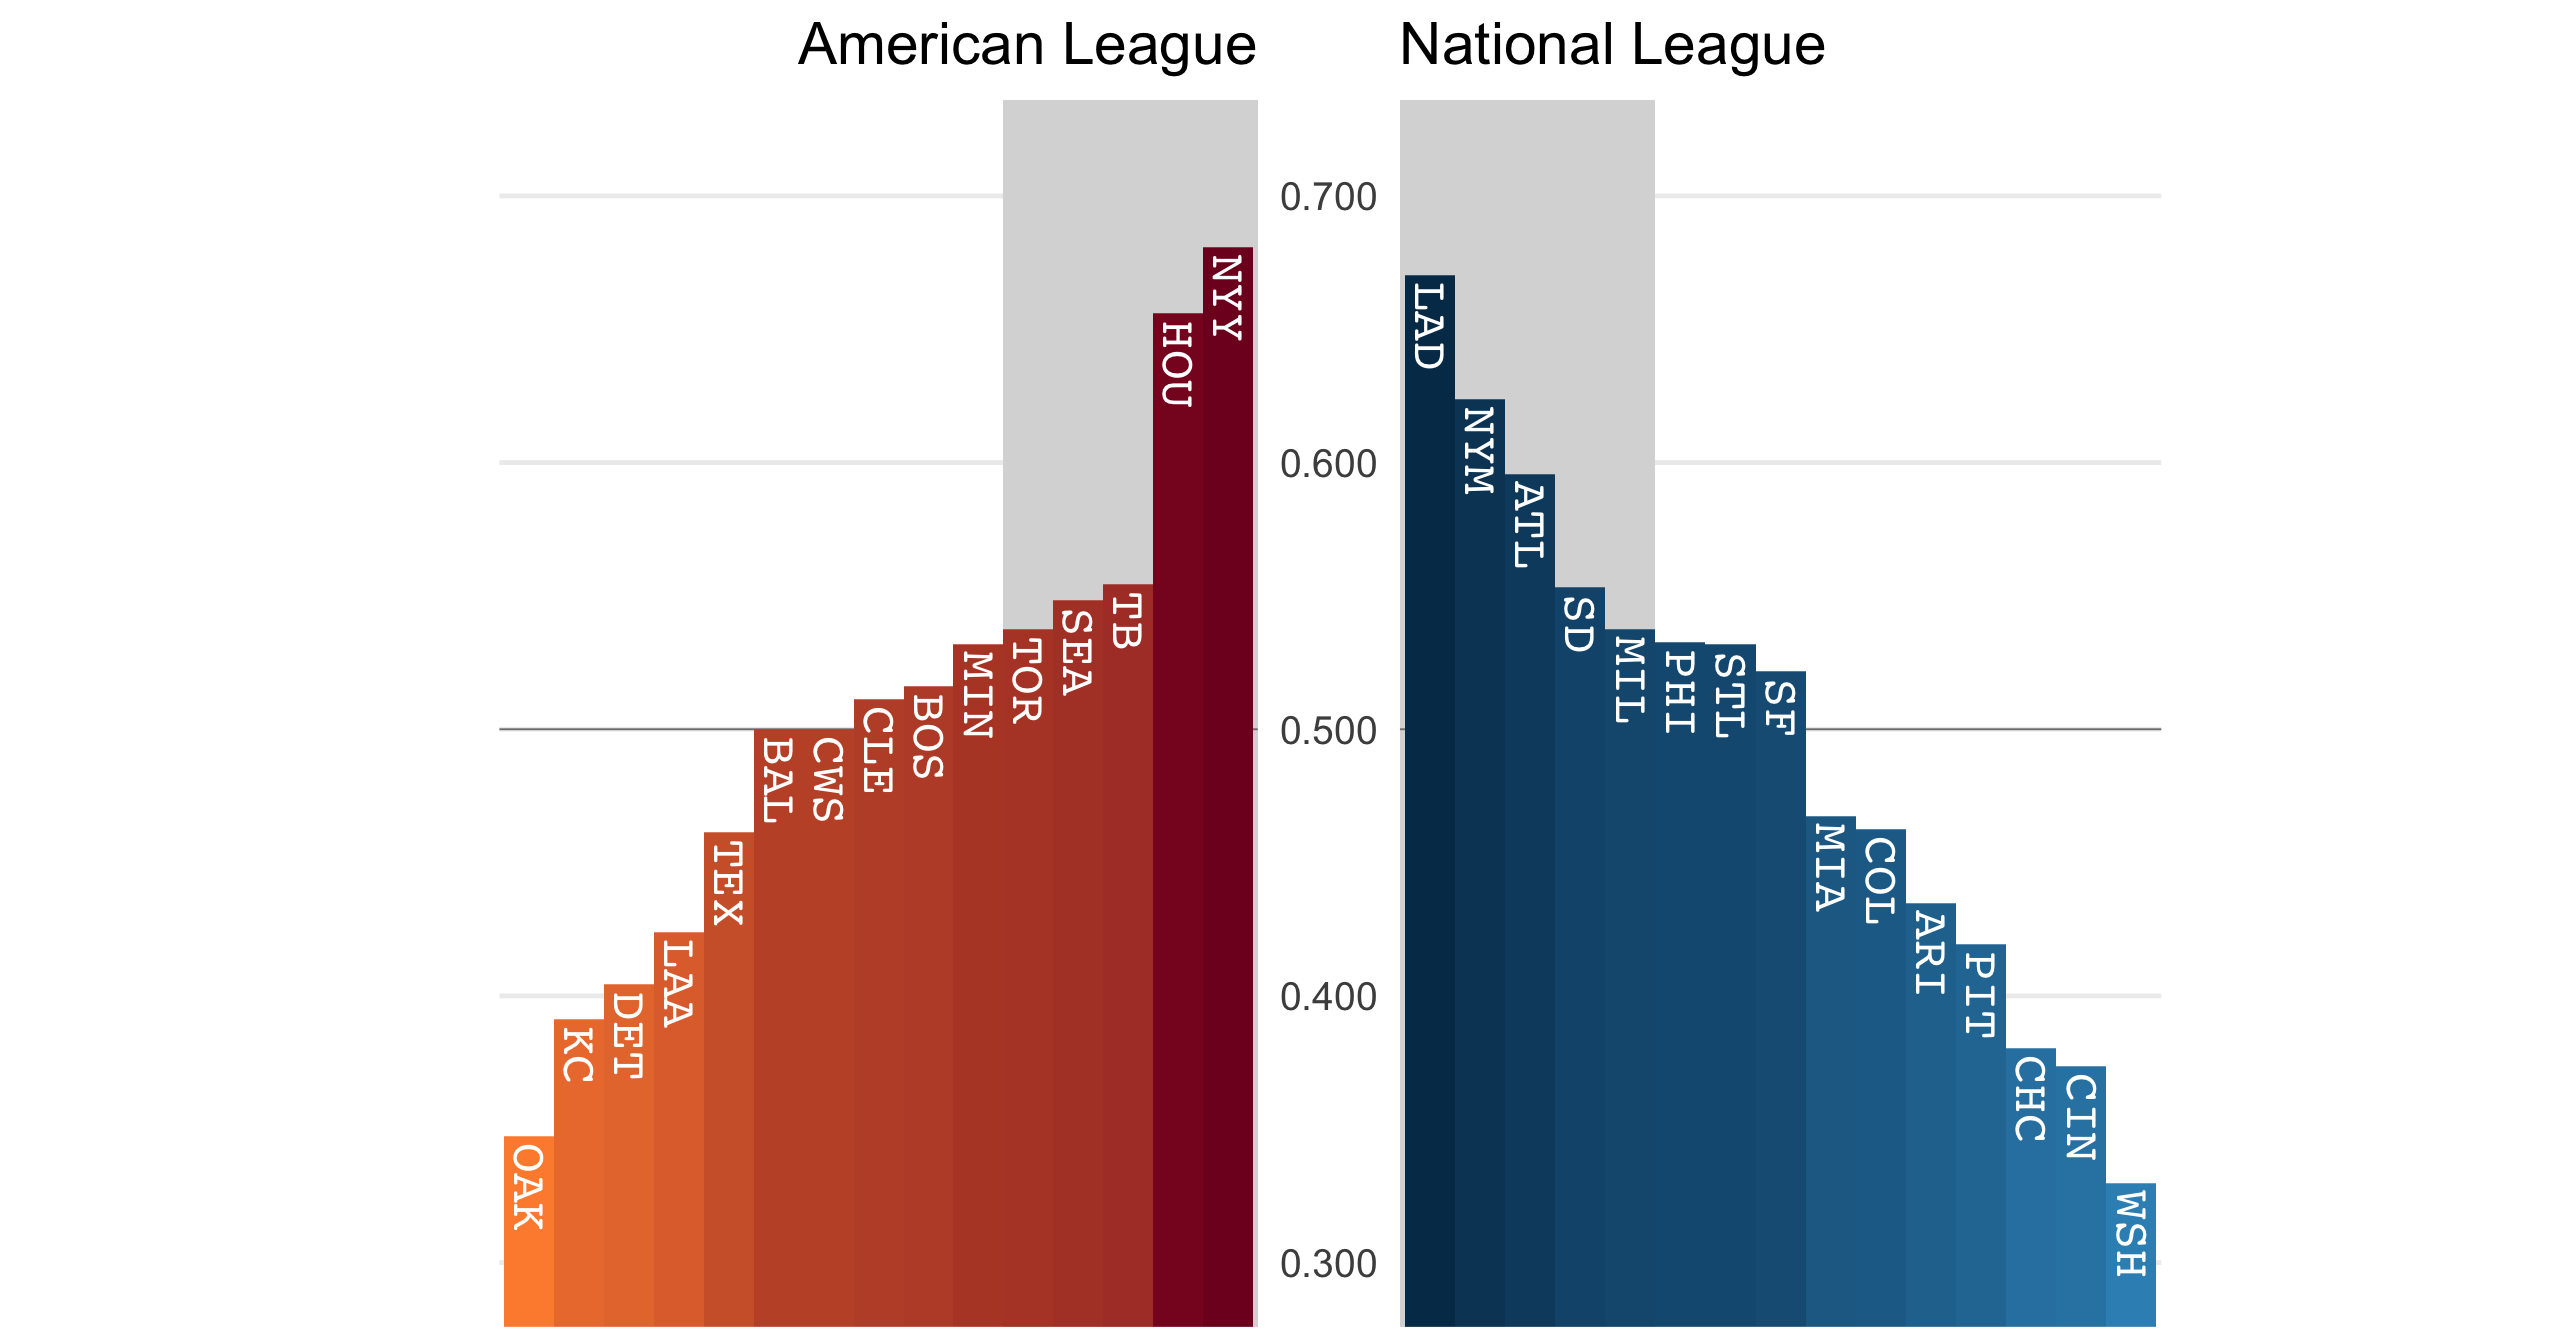 American League
National League
0.700
0.600
0.500
0.400
0.300
OAK
KC
DET
LAA
TEX
BAL
CWS
CLE
BOS
MIN
TOR
SEA
TB
HOU
NYY
LAD
NYM
ATL
SD
MIL
PHI
STL
SF
MIA
COL
ARI
PIT
CHC
CIN
WSH